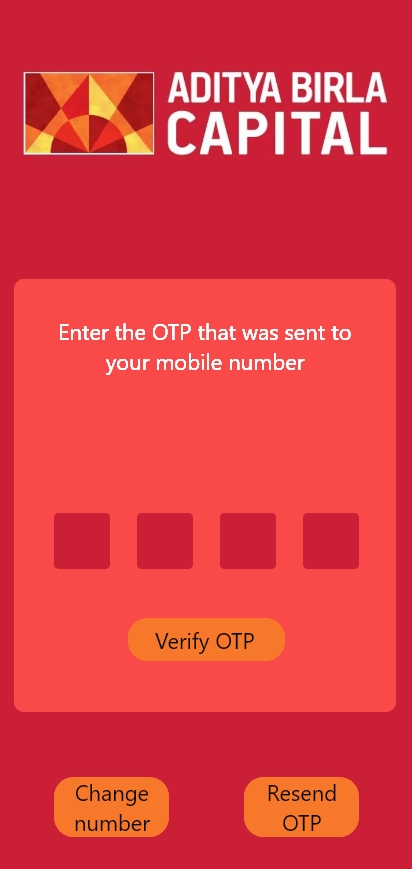 ADITYA BIRLA
CAPITAL
Enter the OTP that was sent to
your mobile number
Verify OTP
Change
number
Resend
OTP